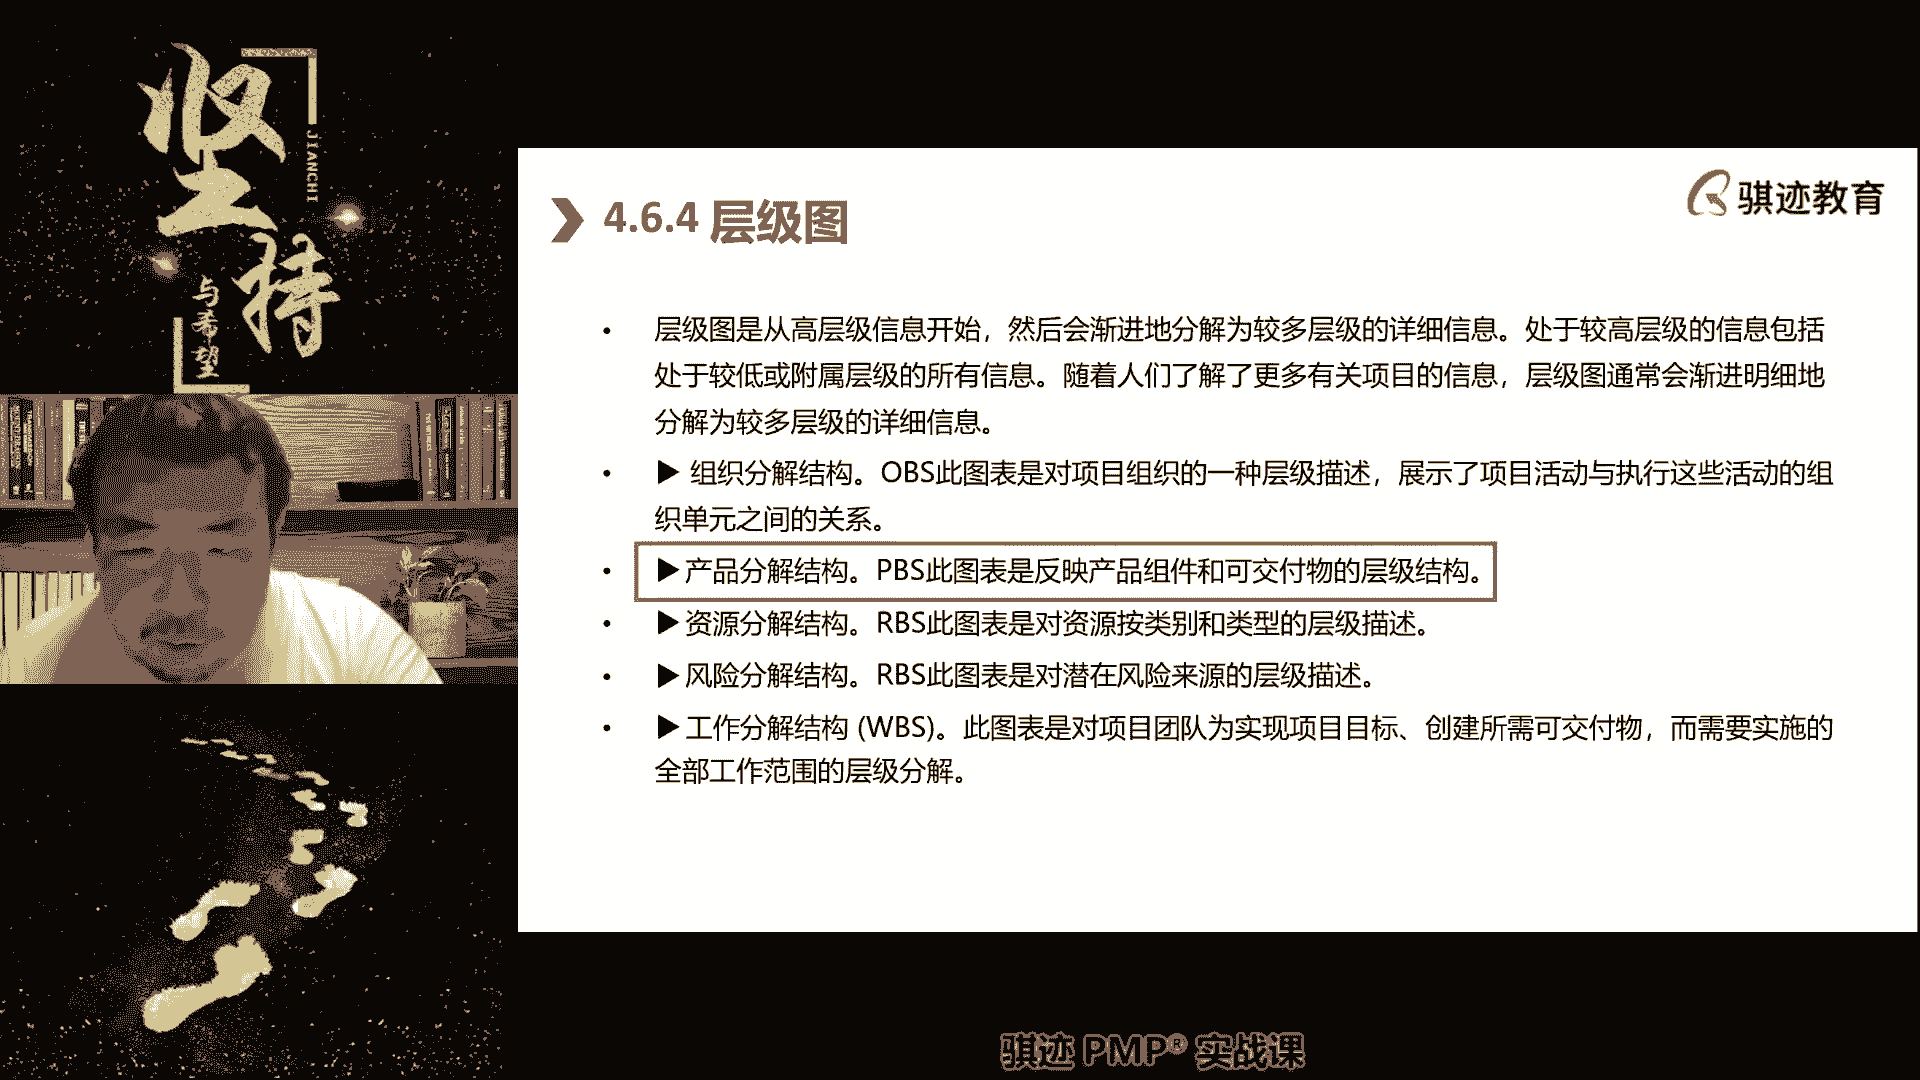 坚持
JIANCHI
与希望
骐迹教育
4.6.4 层级图
• 层级图是从高层级信息开始，然后会渐进地分解为较多层级的详细信息。处于较高层级的信息包括
处于较低或附属层级的所有信息。随着人们了解了更多有关项目的信息，层级图通常会渐进明细地
分解为较多层级的详细信息。
• ▶ 组织分解结构。OBS此图表是对项目组织的一种层级描述，展示了项目活动与执行这些活动的组
织单元之间的关系。
• ▶产品分解结构。PBS此图表是反映产品组件和可交付物的层级结构。
• ▶资源分解结构。RBS此图表是对资源按类别和类型的层级描述。
• ▶风险分解结构。RBS此图表是对潜在风险来源的层级描述。
• ▶工作分解结构 (WBS)。此图表是对项目团队为实现项目目标、创建所需可交付物，而需要实施的
全部工作范围的层级分解。
骐迹 PMP® 实战课